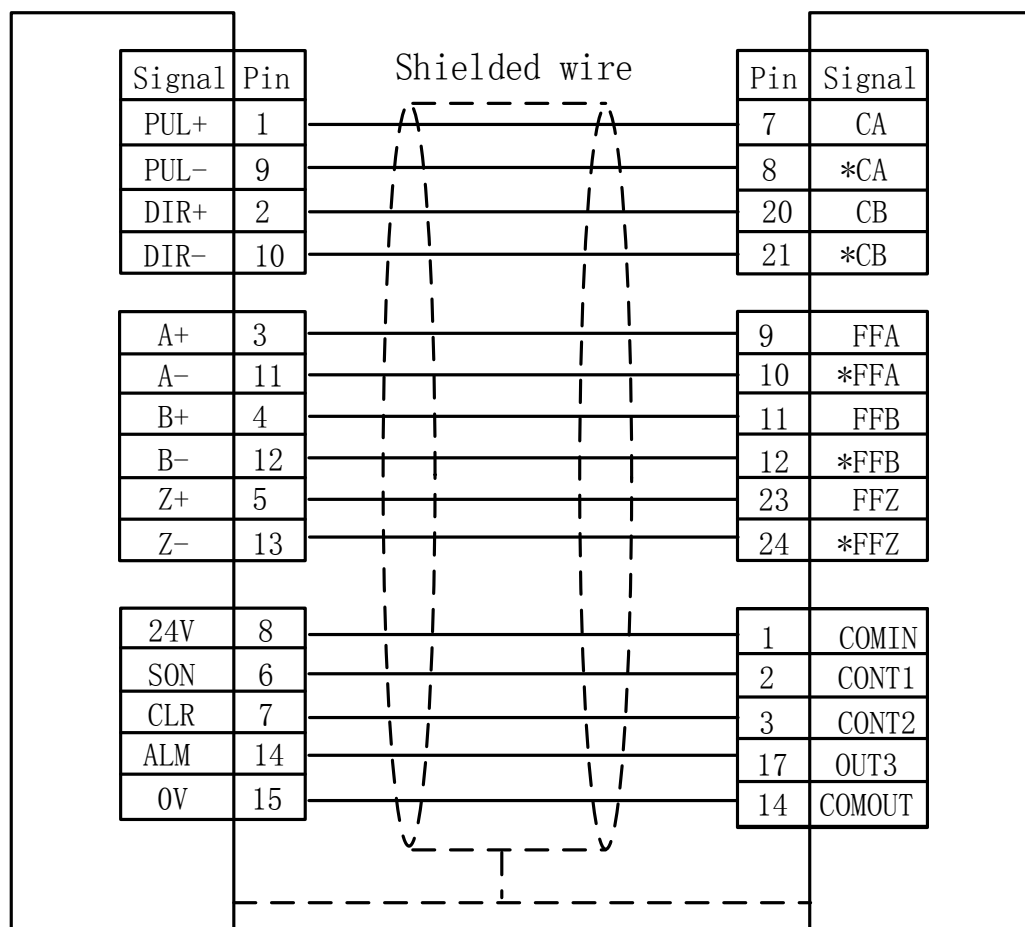 Shielded wire
Signal Pin Pin Signal
PUL+ 1 7 CA
PUL- 9 8 *CA
DIR+ 2 20 CB
DIR- 10 21 *CB
A+ 3 9 FFA
A- 11 10 *FFA
B+ 4 11 FFB
B- 12 12 *FFB
Z+ 5 23 FFZ
Z- 13 24 *FFZ
24V 8 1 COMIN
SON 6 2 CONT1
CLR 7 3 CONT2
ALM 14 17 OUT3
0V 15 14 COMOUT